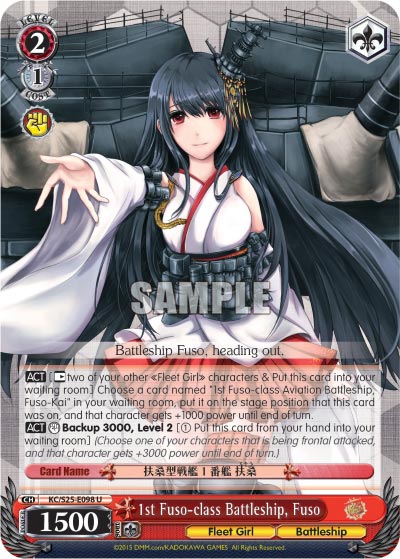 LEVEL
2
1
COST
SAMPLE
Battleship Fuso, heading out.
ACT [ two of your other «Fleet Girl» characters & Put this card into your
waiting room] Choose a card named "1st Fuso-class Aviation Battleship,
Fuso-Kai" in your waiting room, put it on the stage position that this card
was on, and that character gets +1000 power until end of turn.
ACT Backup 3000, Level 2 [① Put this card from your hand into your
waiting room.] (Choose one of your characters that is being frontal attacked,
and that character gets +3000 power until end of turn.)
Card Name 扶桑型戦艦1番艦 扶桑
CH KC/S25-E098 U
POWER 1500 SOUL 1st Fuso-class Battleship, Fuso
Fleet Girl Battleship
©2015 DMM.com/KADOKAWA GAMES All Rights Reserved.